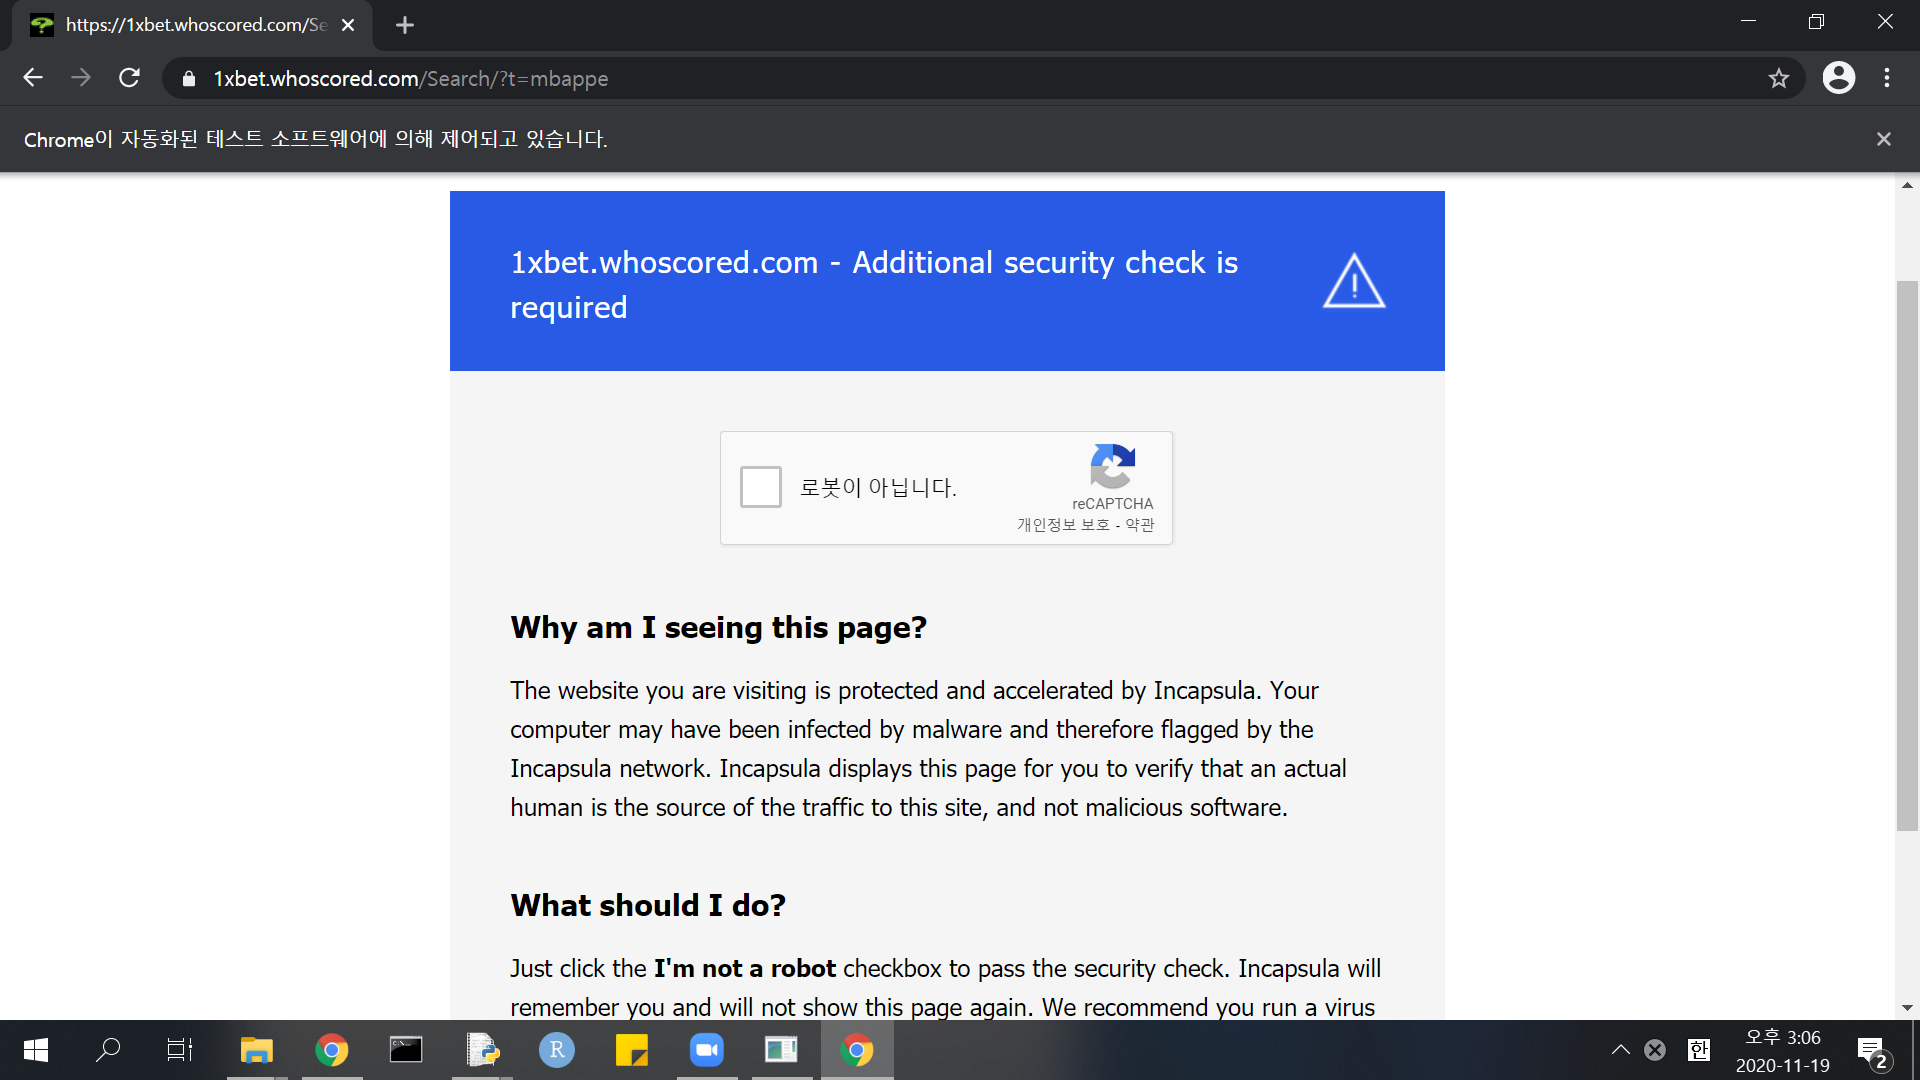 https://1xbet.whoscored.com/Se
1xbet.whoscored.com/Search/?t=mbappe
Chrome이 자동화된 테스트 소프트웨어에 의해 제어되고 있습니다.
1xbet.whoscored.com - Additional security check is
required
로봇이 아닙니다.
reCAPTCHA
개인정보 보호 - 약관
Why am I seeing this page?
The website you are visiting is protected and accelerated by Incapsula. Your
computer may have been infected by malware and therefore flagged by the
Incapsula network. Incapsula displays this page for you to verify that an actual
human is the source of the traffic to this site, and not malicious software.
What should I do?
Just click the I'm not a robot checkbox to pass the security check. Incapsula will
remember you and will not show this page again. We recommend you run a virus
R
한
오후 3:06
2020-11-19
2